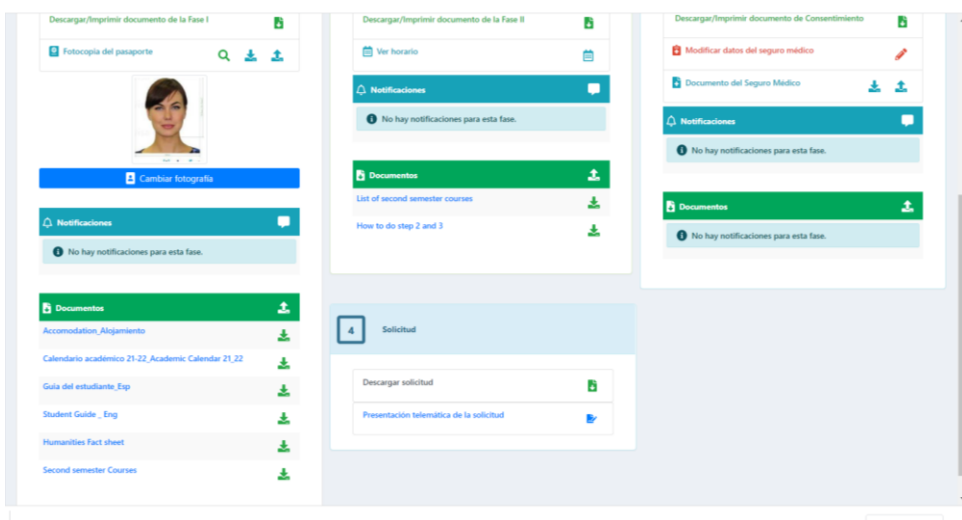 Descargar/Imprimir documento de la Fase I
Fotocopia del pasaporte
Cambiar fotografía
Notificaciones
No hay notificaciones para esta fase.
Documentos
Accomodation_Alojamiento
Calendario académico 21-22_Academic Calendar 21_22
Guia del estudiante_Esp
Student Guide _ Eng
Humanities Fact sheet
Second semester Courses
Descargar/Imprimir documento de la Fase II
Ver horario
Notificaciones
No hay notificaciones para esta fase.
Documentos
List of second semester courses
How to do step 2 and 3
Descargar/Imprimir documento de Consentimiento
Modificar datos del seguro médico
Documento del Seguro Médico
Notificaciones
No hay notificaciones para esta fase.
Documentos
No hay notificaciones para esta fase.
4 Solicitud
Descargar solicitud
Presentación telemática de la solicitud